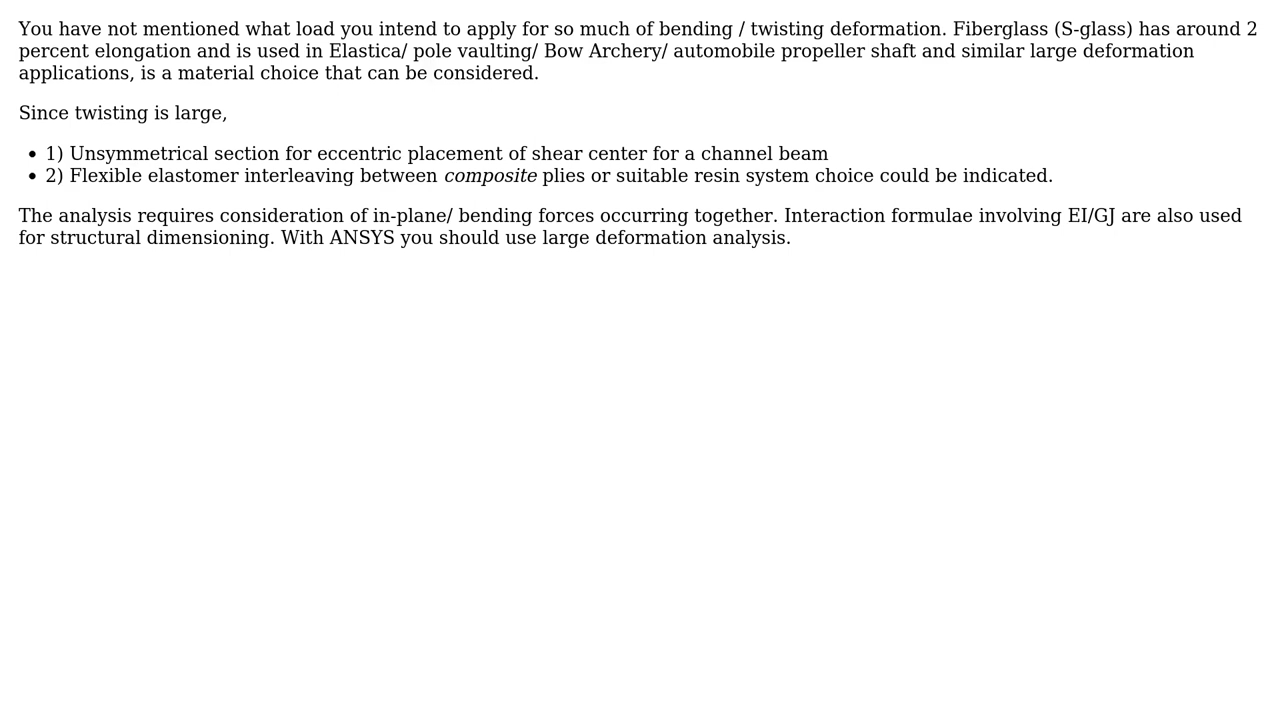 You have not mentioned what load you intend to apply for so much of bending / twisting deformation. Fiberglass (S-glass) has around 2
percent elongation and is used in Elastica/ pole vaulting/ Bow Archery/ automobile propeller shaft and similar large deformation
applications, is a material choice that can be considered.
Since twisting is large,
• 1) Unsymmetrical section for eccentric placement of shear center for a channel beam
• 2) Flexible elastomer interleaving between composite plies or suitable resin system choice could be indicated.
The analysis requires consideration of in-plane/ bending forces occurring together. Interaction formulae involving EI/GJ are also used
for structural dimensioning. With ANSYS you should use large deformation analysis.